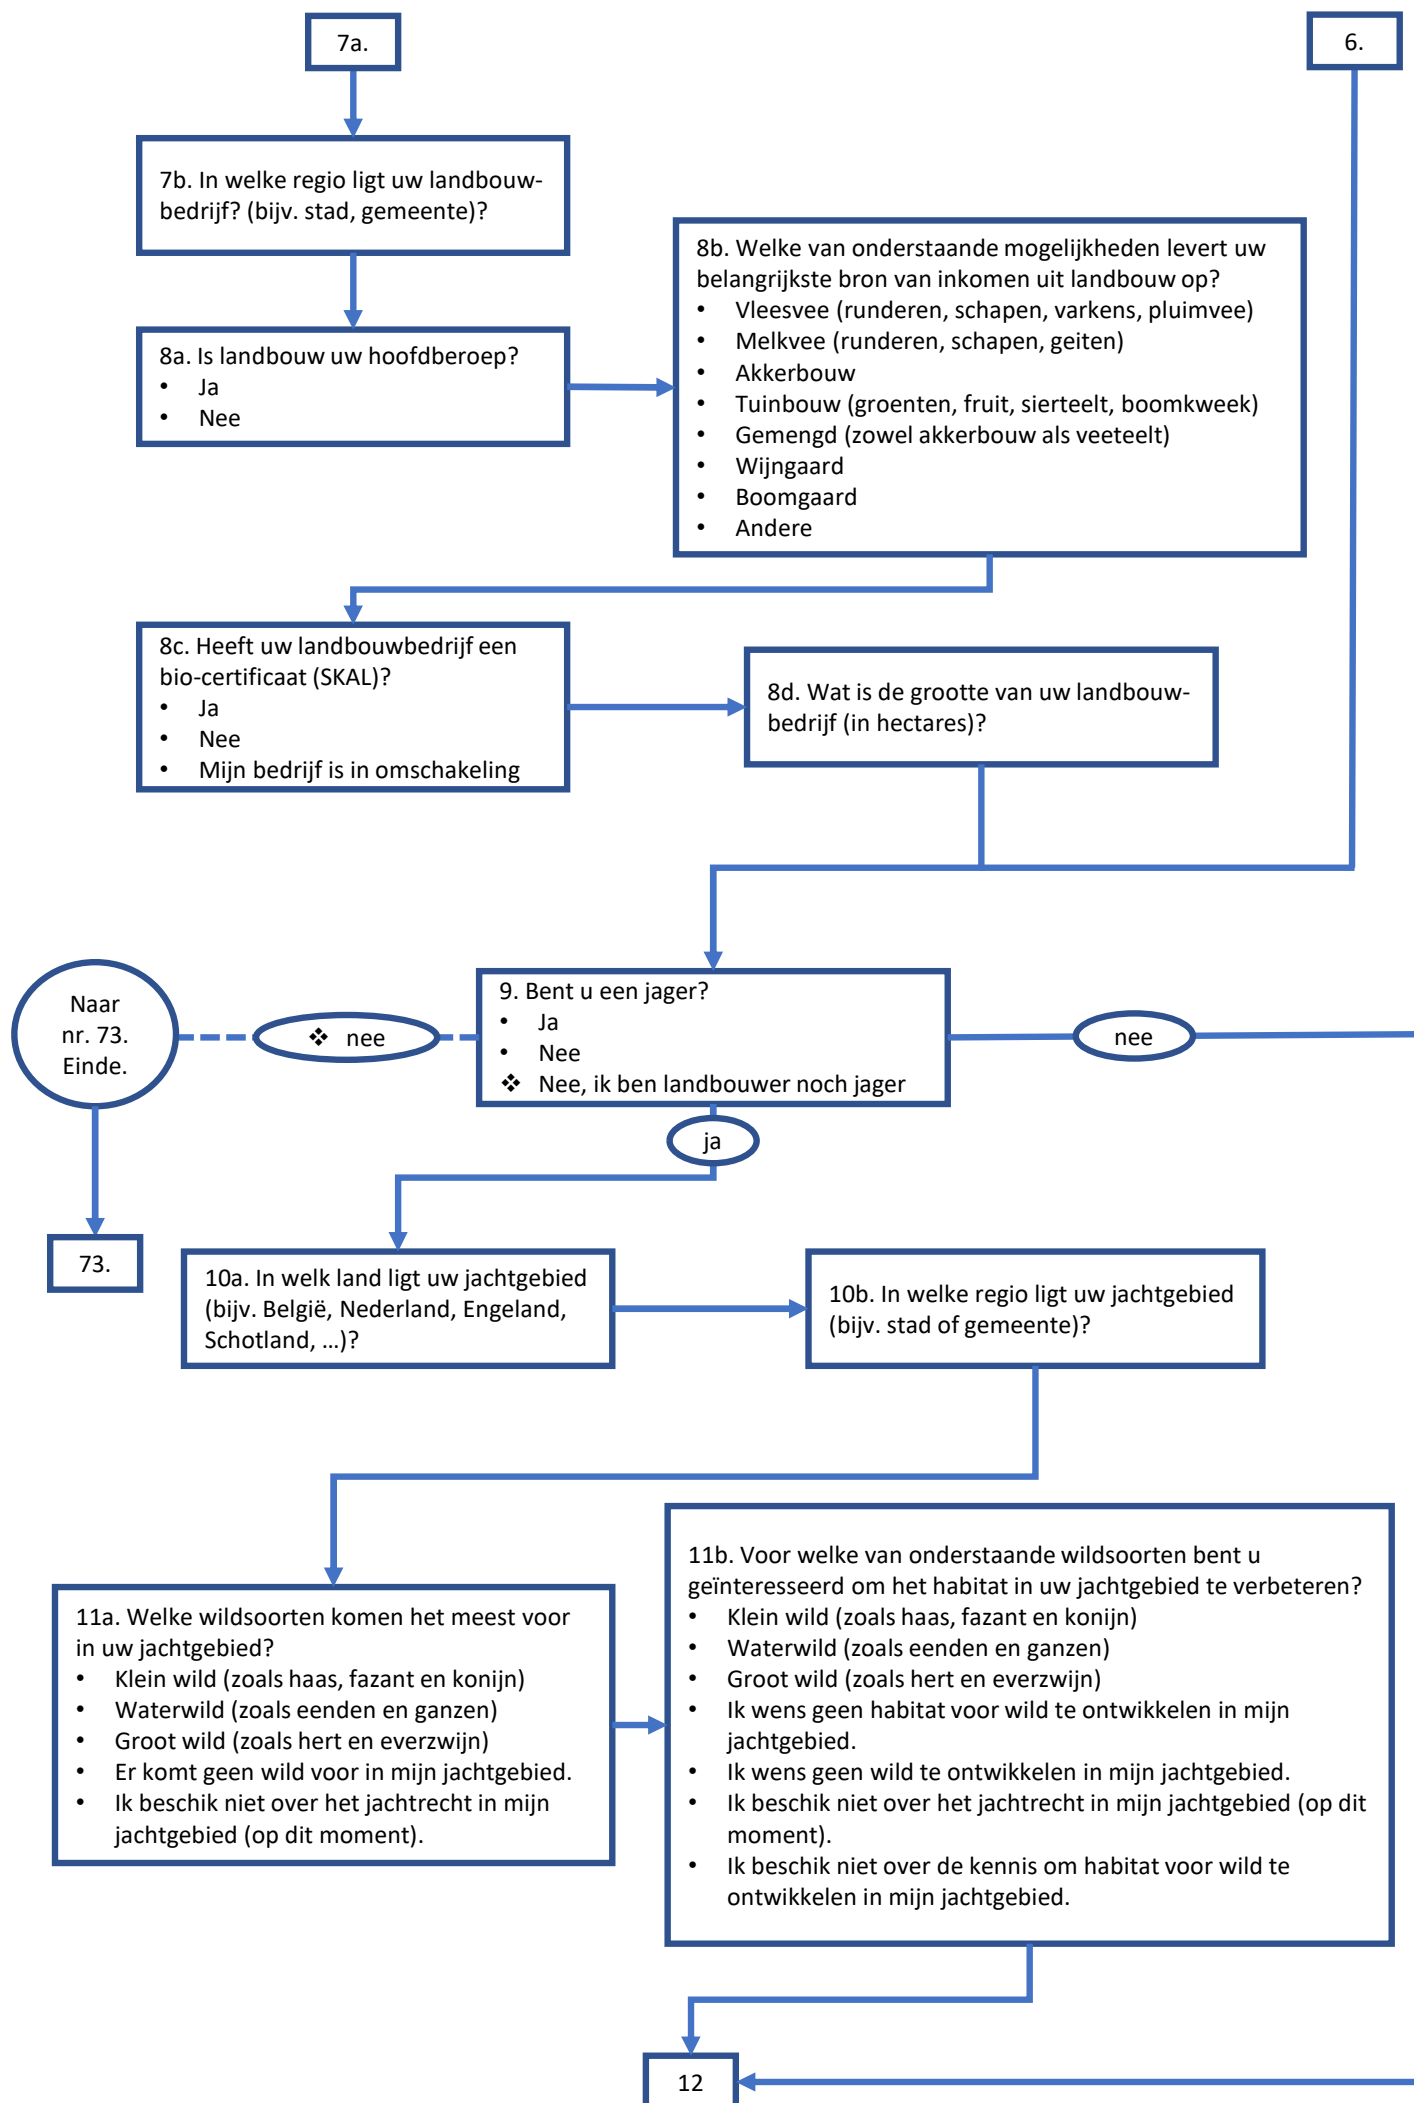 7a.
6.
7b. In welke regio ligt uw landbouw-
bedrijf? (bijv. stad, gemeente)?
8b. Welke van onderstaande mogelijkheden levert uw
belangrijkste bron van inkomen uit landbouw op?
• Vleesvee (runderen, schapen, varkens, pluimvee)
• Melkvee (runderen, schapen, geiten)
• Akkerbouw
• Tuinbouw (groenten, fruit, sierteelt, boomkweek)
• Gemengd (zowel akkerbouw als veeteelt)
• Wijngaard
• Boomgaard
• Andere
8a. Is landbouw uw hoofdberoep?
• Ja
• Nee
8c. Heeft uw landbouwbedrijf een
bio-certificaat (SKAL)?
• Ja
• Nee
• Mijn bedrijf is in omschakeling
8d. Wat is de grootte van uw landbouw-
bedrijf (in hectares)?
Naar
nr. 73.
Einde.
❖ nee
9. Bent u een jager?
• Ja
• Nee
❖ Nee, ik ben landbouwer noch jager
nee
ja
73.
10a. In welk land ligt uw jachtgebied
(bijv. België, Nederland, Engeland,
Schotland, …)?
10b. In welke regio ligt uw jachtgebied
(bijv. stad of gemeente)?
11a. Welke wildsoorten komen het meest voor
in uw jachtgebied?
• Klein wild (zoals haas, fazant en konijn)
• Waterwild (zoals eenden en ganzen)
• Groot wild (zoals hert en everzwijn)
• Er komt geen wild voor in mijn jachtgebied.
• Ik beschik niet over het jachtrecht in mijn
jachtgebied (op dit moment).
11b. Voor welke van onderstaande wildsoorten bent u
geïnteresseerd om het habitat in uw jachtgebied te verbeteren?
• Klein wild (zoals haas, fazant en konijn)
• Waterwild (zoals eenden en ganzen)
• Groot wild (zoals hert en everzwijn)
• Ik wens geen habitat voor wild te ontwikkelen in mijn
jachtgebied.
• Ik wens geen wild te ontwikkelen in mijn jachtgebied.
• Ik beschik niet over het jachtrecht in mijn jachtgebied (op dit
moment).
• Ik beschik niet over de kennis om habitat voor wild te
ontwikkelen in mijn jachtgebied.
12